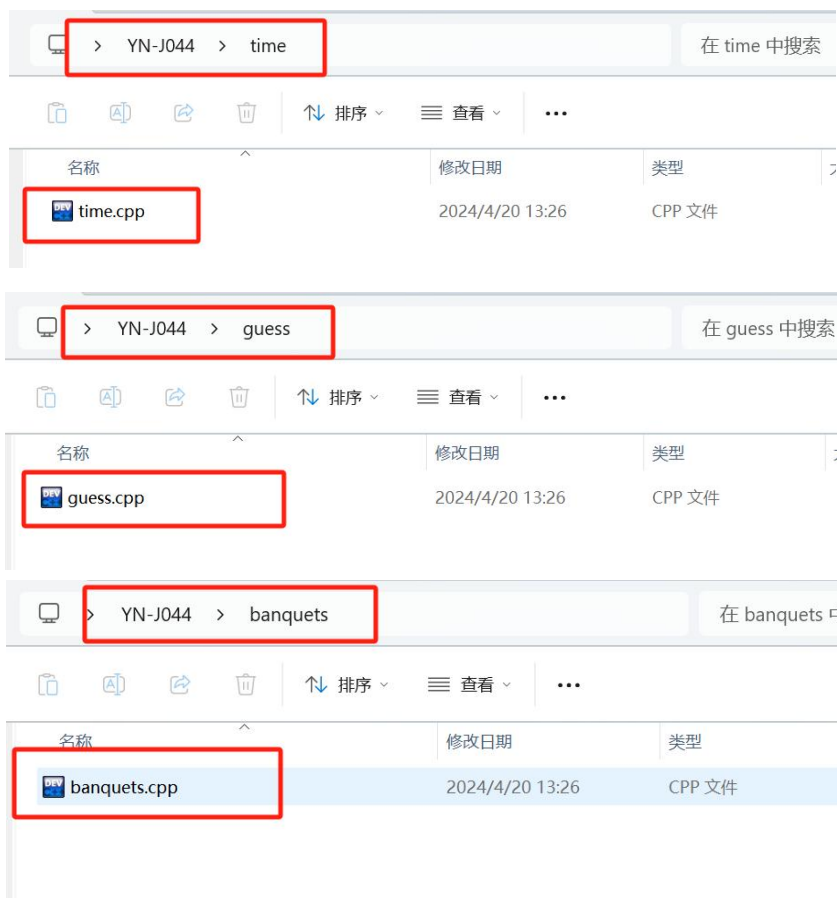 YN-J044 > time 在 time 中搜索
排序 查看 •••
名称 修改日期 类型
time.cpp 2024/4/20 13:26 CPP 文件
YN-J044 > guess 在 guess 中搜索
排序 查看 •••
名称 修改日期 类型
guess.cpp 2024/4/20 13:26 CPP 文件
YN-J044 > banquets 在 banquets
排序 查看 •••
名称 修改日期 类型
banquets.cpp 2024/4/20 13:26 CPP 文件